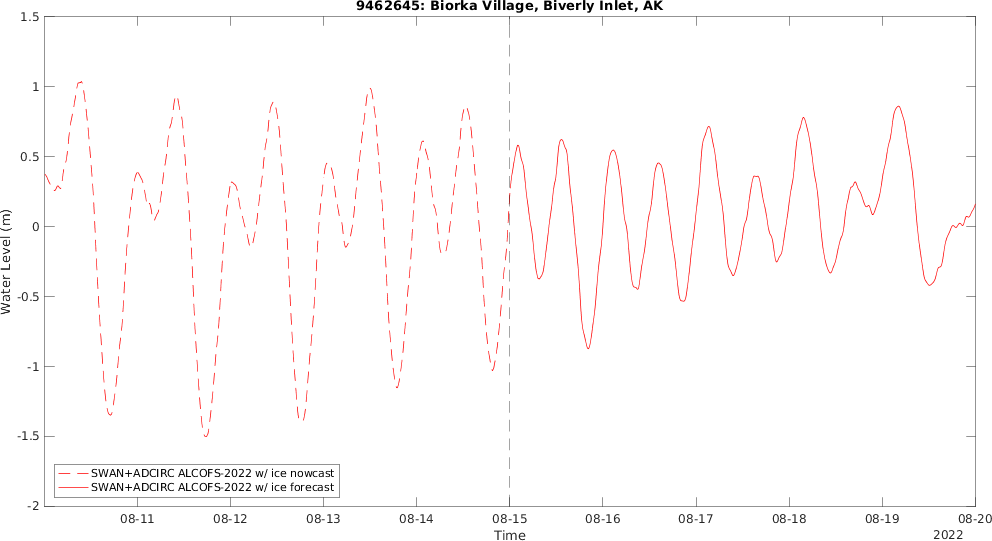 9462645: Biorka Village, Biverly Inlet, AK
1.5
1
0.5
0
-0.5
-1
-1.5
-2
Water Level (m)
SWAN+ADCIRC ALCOFS-2022 w/ ice nowcast
SWAN+ADCIRC ALCOFS-2022 w/ ice forecast
08-11 08-12 08-13 08-14 08-15 08-16 08-17 08-18 08-19 08-20
Time
2022